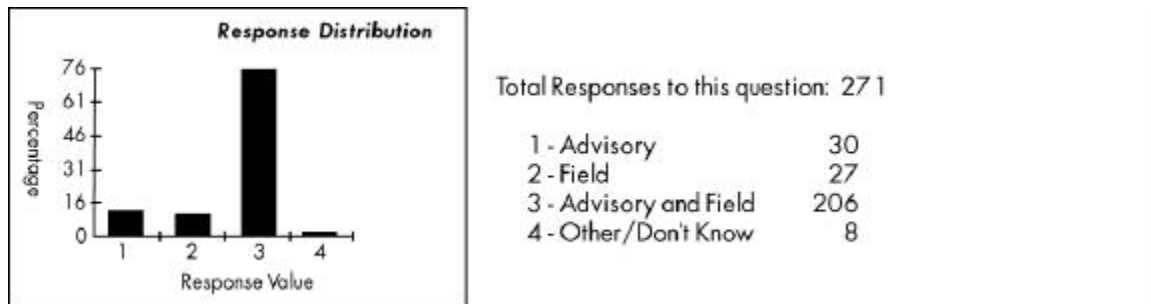 Response Distribution
76
61
46
31
16
0
Percentage
1 2 3 4
Response Value
Total Responses to this question: 271
1 - Advisory 30
2 - Field 27
3 - Advisory and Field 206
4 - Other/Don't Know 8